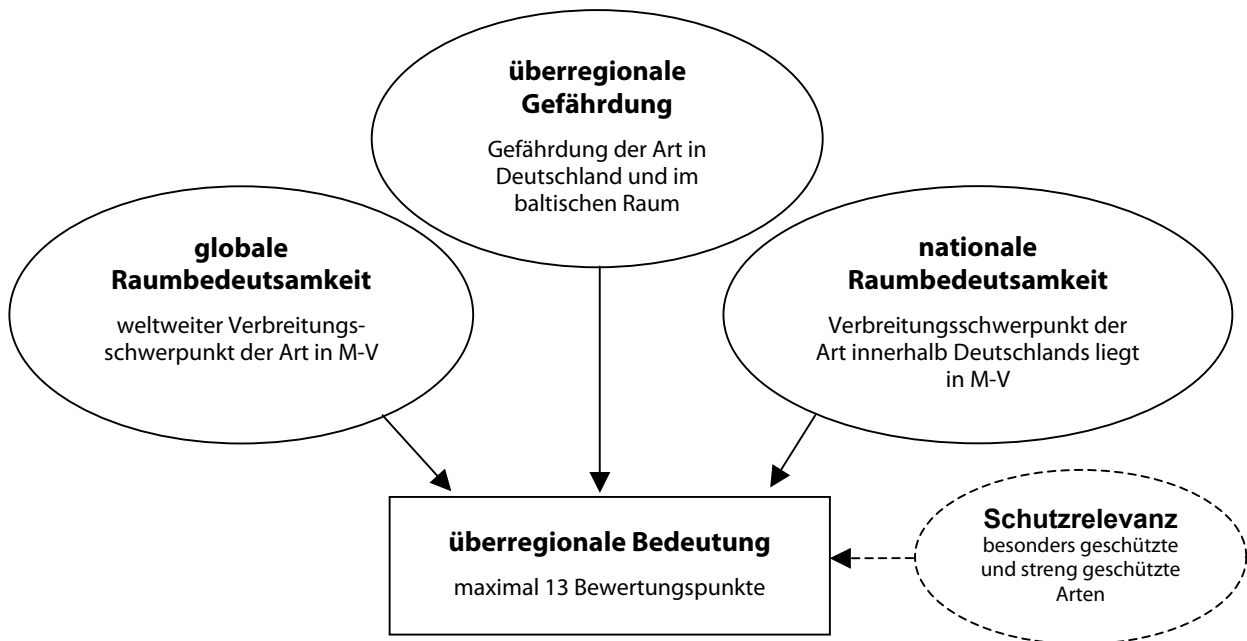 überregionale
Gefährdung
Gefährdung der Art in
Deutschland und im
baltischen Raum
globale
Raumbedeutsamkeit
weltweiter Verbreitungs-
schwerpunkt der Art in M-V
nationale
Raumbedeutsamkeit
Verbreitungsschwerpunkt der
Art innerhalb Deutschlands liegt
in M-V
überregionale Bedeutung
maximal 13 Bewertungspunkte
Schutzrelevanz
besonders geschützte
und streng geschützte
Arten